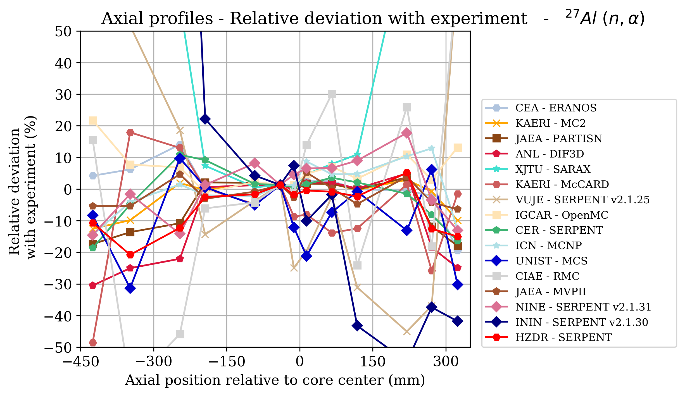 Axial profiles - Relative deviation with experiment - ²⁷Al (n, α)
Relative deviation
with experiment (%)
50
40
30
20
10
0
−10
−20
−30
−40
−50
−450
−300
−150
0
150
300
Axial position relative to core center (mm)
CEA - ERANOS
KAERI - MC2
JAEA - PARTISN
ANL - DIF3D
XJTU - SARAX
KAERI - McCARD
VUJE - SERPENT v2.1.25
IGCAR - OpenMC
CER - SERPENT
ICN - MCNP
UNIST - MCS
CIAE - RMC
JAEA - MVPII
NINE - SERPENT v2.1.31
ININ - SERPENT v2.1.30
HZDR - SERPENT